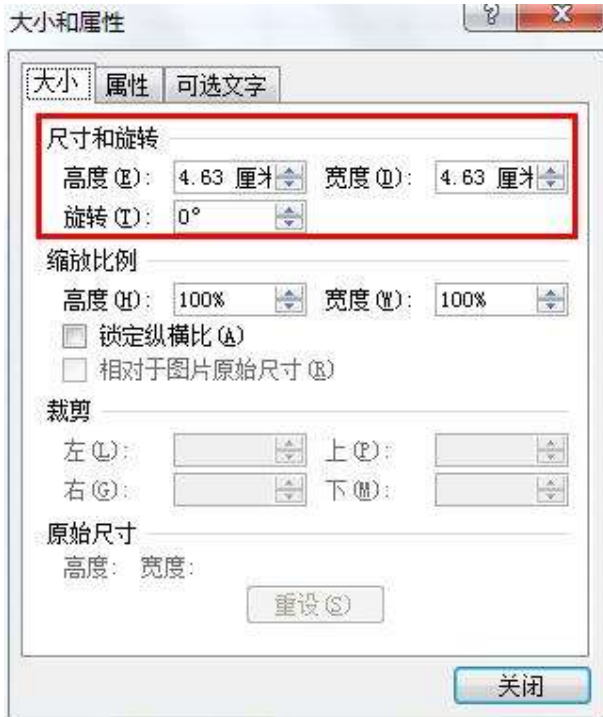 大小和属性 ?
大小 属性 可选文字
尺寸和旋转
高度(E): 4.63 厘米 宽度(D): 4.63 厘米
旋转(T): 0°
缩放比例
高度(H): 100% 宽度(W): 100%
锁定纵横比(A)
相对于图片原始尺寸(R)
裁剪
左(L): 上(P):
右(G): 下(M):
原始尺寸
高度: 宽度:
重设(S)
关闭